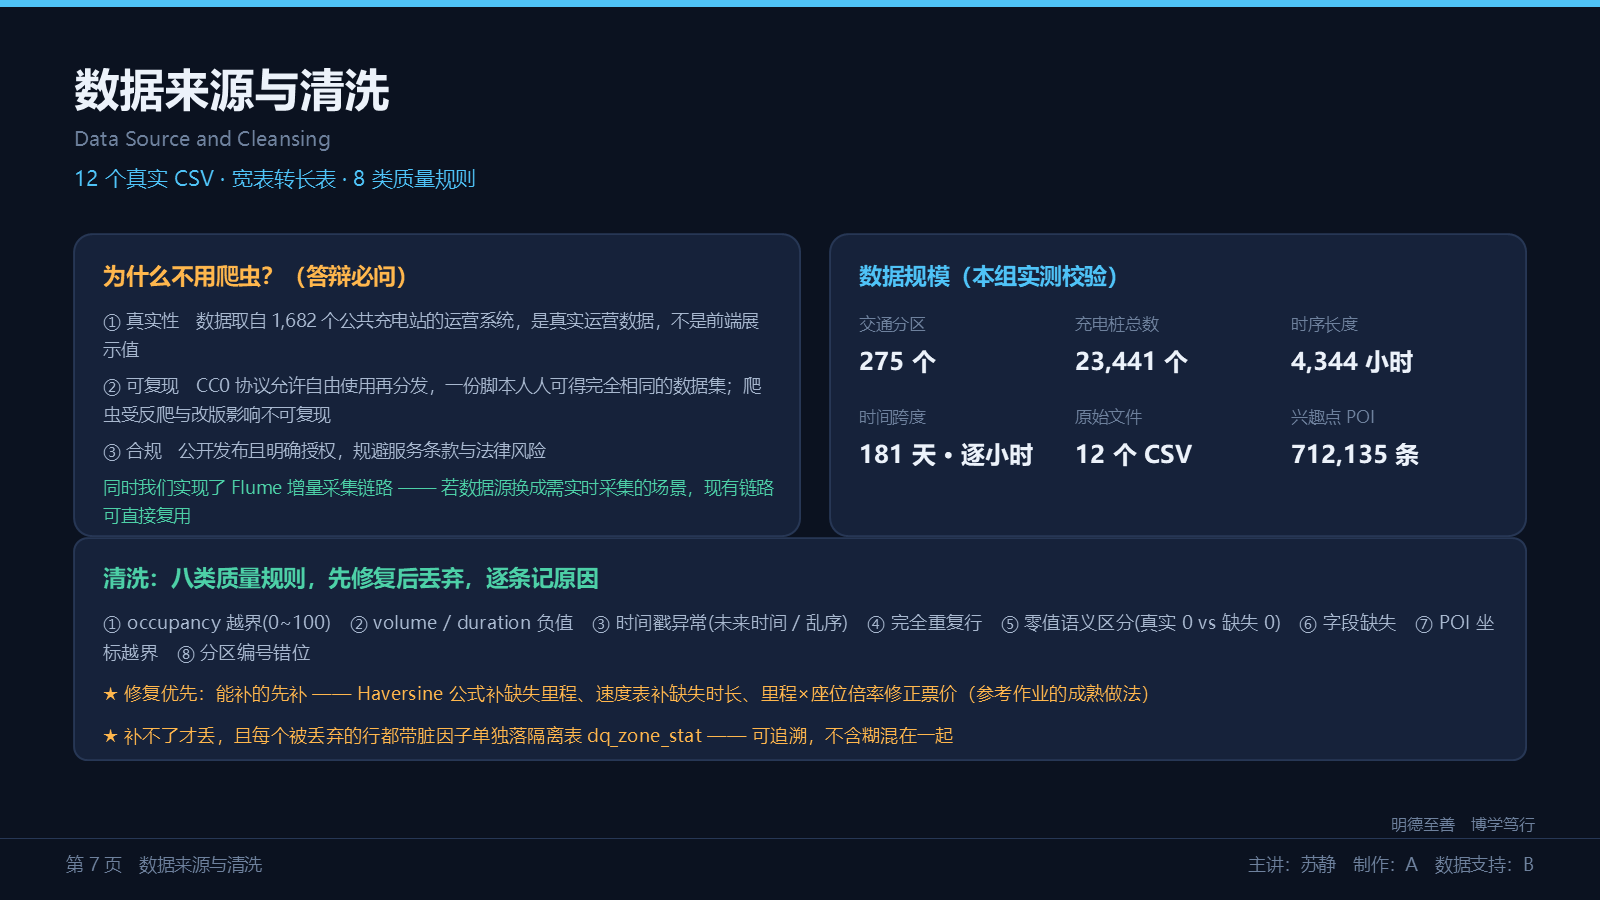 数据来源与清洗
Data Source and Cleansing
12 个真实 CSV · 宽表转长表 · 8 类质量规则
为什么不用爬虫？（答辩必问）
① 真实性 数据取自 1,682 个公共充电站的运营系统，是真实运营数据，不是前端展
示值
② 可复现 CC0 协议允许自由使用再分发，一份脚本人人可得完全相同的数据集；爬
虫受反爬与改版影响不可复现
③ 合规 公开发布且明确授权，规避服务条款与法律风险
同时我们实现了 Flume 增量采集链路 —— 若数据源换成需实时采集的场景，现有链路
可直接复用
数据规模（本组实测校验）
交通分区 充电桩总数 时序长度
275 个 23,441 个 4,344 小时
时间跨度 原始文件 兴趣点 POI
181 天 • 逐小时 12 个 CSV 712,135 条
清洗：八类质量规则，先修复后丢弃，逐条记原因
① occupancy 越界(0~100) ② volume / duration 负值 ③ 时间戳异常(未来时间 / 乱序) ④ 完全重复行 ⑤ 零值语义区分(真实 0 vs 缺失 0) ⑥ 字段缺失 ⑦ POI 坐
标越界 ⑧ 分区编号错位
★ 修复优先：能补的先补 —— Haversine 公式补缺失里程、速度表补缺失时长、里程×座位倍率修正票价（参考作业的成熟做法）
★ 补不了才丢，且每个被丢弃的行都带脏因子单独落隔离表 dq_zone_stat —— 可追溯，不含糊混在一起
明德至善 博学笃行
第 7 页 数据来源与清洗
主讲：苏静 制作：A 数据支持：B